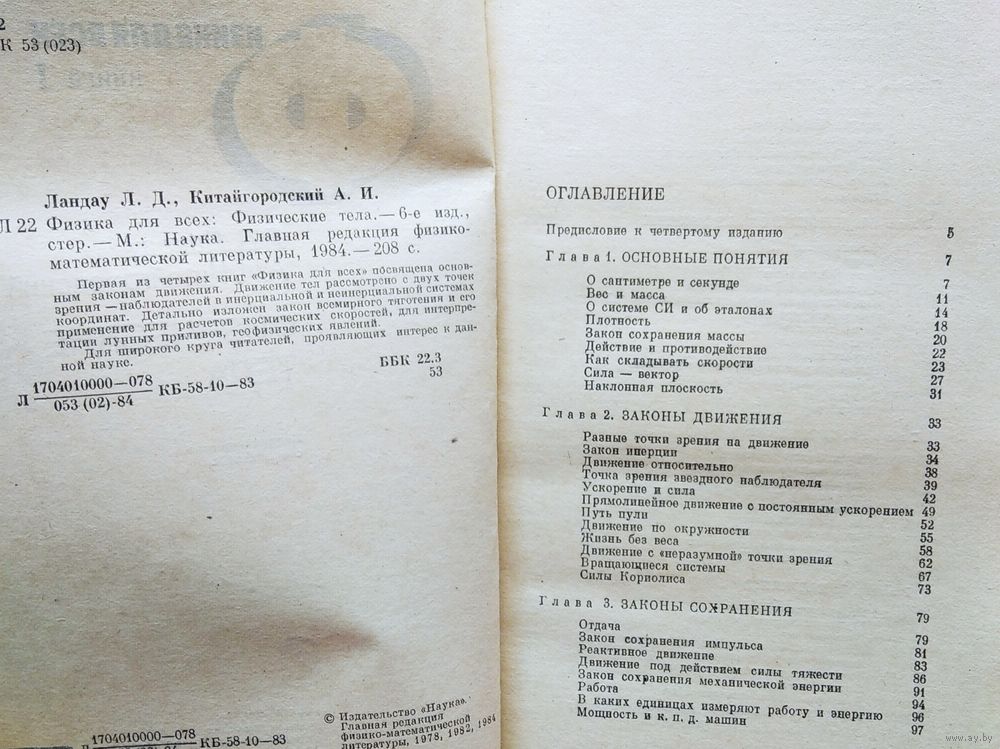 2
К 53 (023)
Ландау Л. Д., Китайгородский А. И.
Л 22 Физика для всех: Физические тела.— 6-е изд.,
стер.— М.: Наука. Главная редакция физико-
математической литературы, 1984.— 208 с.
Первая из четырех книг «Физика для всех» посвящена основ-
ным законам движения. Движение тел рассмотрено с двух точек
зрения — наблюдателей в инерциальной и неинерциальной системах
координат. Детально изложен закон всемирного тяготения и его
применение для расчетов космических скоростей, для интерпре-
тации лунных приливов, геофизических явлений.
Для широкого круга читателей, проявляющих интерес к дан-
ной науке.
Л 1704010000—078 КБ-58-10—83
053 (02)-84
ББК 22.3
53
© Издательство «Наука».
Главная редакция
физико-математической
литературы, 1978, 1982, 1984
1704010000—078 КБ-58-10—83
ОГЛАВЛЕНИЕ
Предисловие к четвертому изданию 5
Глава 1. ОСНОВНЫЕ ПОНЯТИЯ 7
О сантиметре и секунде 7
Вес и масса 11
О системе СИ и об эталонах 14
Плотность 18
Закон сохранения массы 20
Действие и противодействие 22
Как складывать скорости 23
Сила — вектор 27
Наклонная плоскость 31
Глава 2. ЗАКОНЫ ДВИЖЕНИЯ 33
Разные точки зрения на движение 33
Закон инерции 34
Движение относительно 38
Точка зрения звездного наблюдателя 39
Ускорение и сила 42
Прямолинейное движение с постоянным ускорением 49
Путь пули 52
Движение по окружности 55
Жизнь без веса 58
Движение с «неразумной» точки зрения 62
Вращающиеся системы 67
Силы Кориолиса 73
Глава 3. ЗАКОНЫ СОХРАНЕНИЯ 79
Отдача 79
Закон сохранения импульса 81
Реактивное движение 83
Движение под действием силы тяжести 86
Закон сохранения механической энергии 91
Работа 94
В каких единицах измеряют работу и энергию 96
Мощность и к. п. д. машин 97
www.ay.by